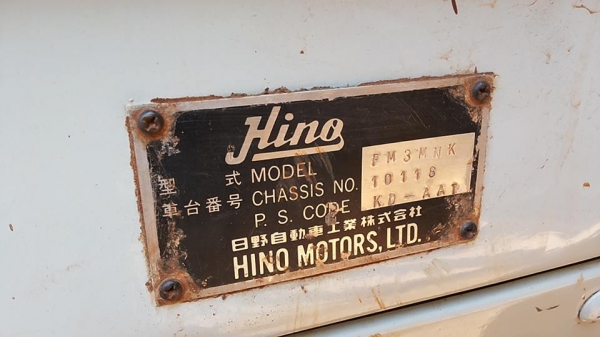 Hino
型 式 MODEL FM3MNK
車台番号 CHASSIS NO. 10118
P. S. CODE KD-AA1
日野自動車工業株式会社
HINO MOTORS, LTD.